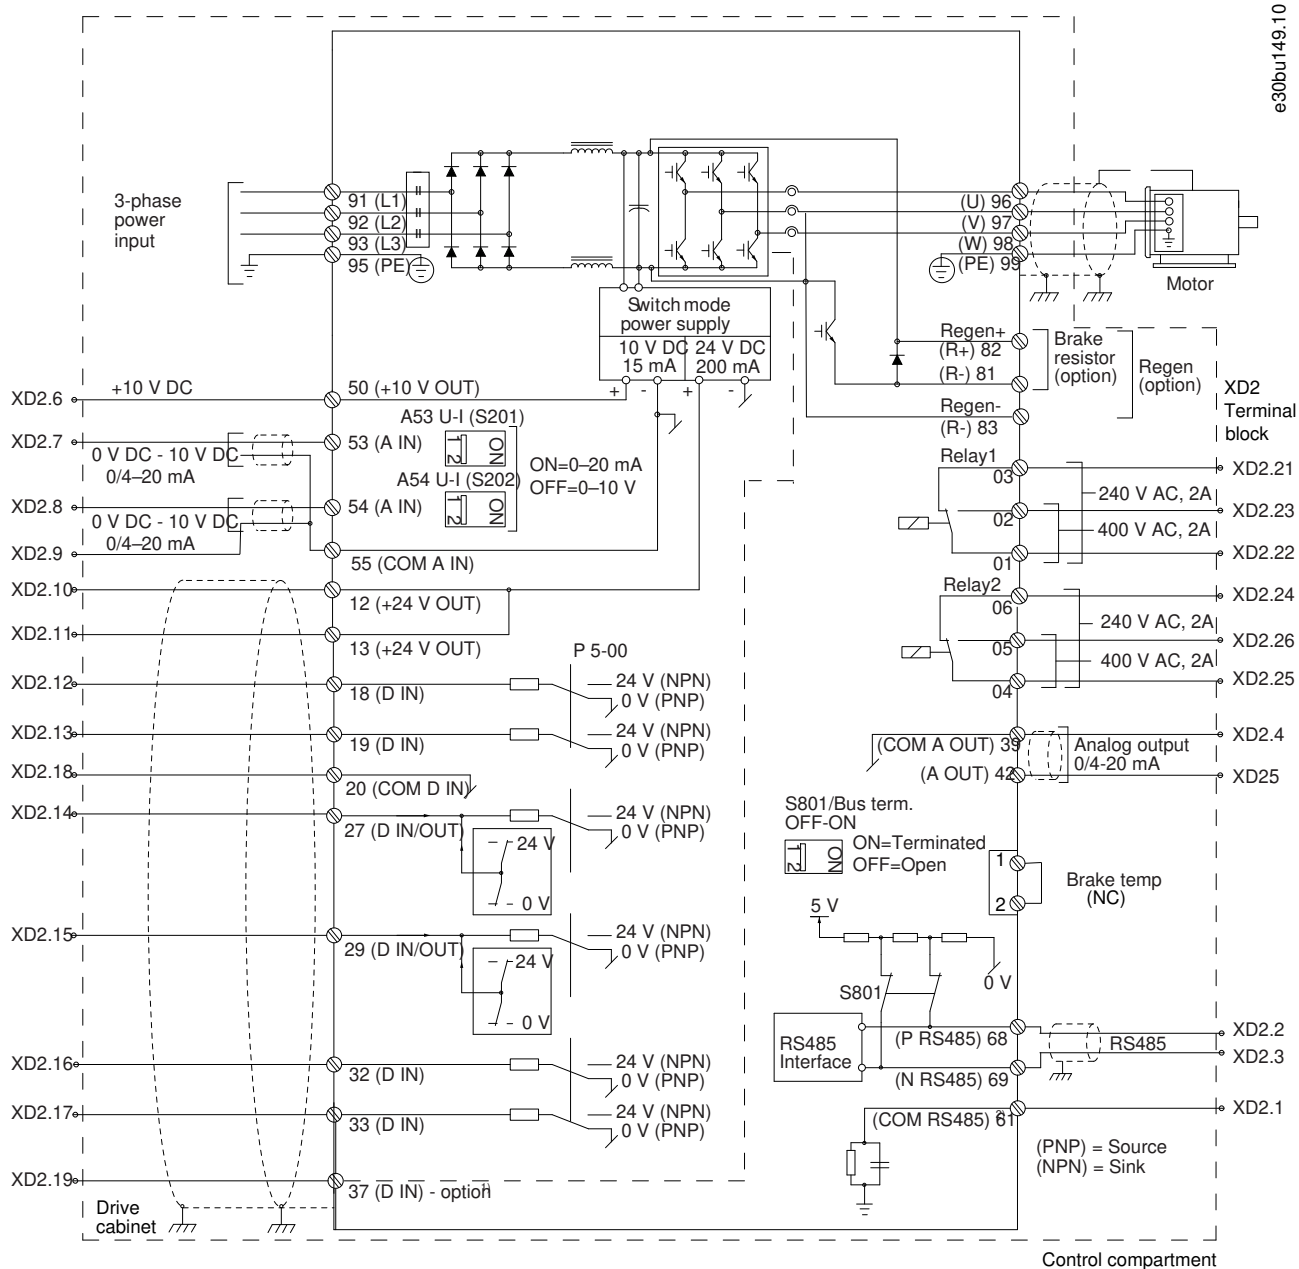 e30bu149.10
3-phase
power
input
91 (L1)
92 (L2)
93 (L3)
95 (PE)
(U) 96
(V) 97
(W) 98
(PE) 99
Motor
Switch mode
power supply
10 V DC
15 mA
24 V DC
200 mA
+ - + -
Regen+
(R+) 82
(R-) 81
Regen-
(R-) 83
Brake
resistor
(option)
Regen
(option)
XD2
Terminal
block
XD2.6
+10 V DC
50 (+10 V OUT)
XD2.7
0 V DC - 10 V DC
0/4–20 mA
53 (A IN)
A53 U-I (S201)
1 2
ON
A54 U-I (S202)
1 2
ON
ON=0–20 mA
OFF=0–10 V
XD2.8
0 V DC - 10 V DC
0/4–20 mA
54 (A IN)
XD2.9
55 (COM A IN)
XD2.10
12 (+24 V OUT)
XD2.11
13 (+24 V OUT)
P 5-00
XD2.12
18 (D IN)
24 V (NPN)
0 V (PNP)
XD2.13
19 (D IN)
24 V (NPN)
0 V (PNP)
XD2.18
20 (COM D IN)
XD2.14
27 (D IN/OUT)
24 V (NPN)
0 V (PNP)
24 V
0 V
XD2.15
29 (D IN/OUT)
24 V (NPN)
0 V (PNP)
24 V
0 V
XD2.16
32 (D IN)
24 V (NPN)
0 V (PNP)
XD2.17
33 (D IN)
24 V (NPN)
0 V (PNP)
XD2.19
37 (D IN) - option 1)
Drive
cabinet
Relay1
03
02
01
240 V AC, 2A
400 V AC, 2A
XD2.21
XD2.23
XD2.22
Relay2
06
05
04
240 V AC, 2A
400 V AC, 2A
XD2.24
XD2.26
XD2.25
(COM A OUT) 39
(A OUT) 42
Analog output
0/4-20 mA
XD2.4
XD25
S801/Bus term.
OFF-ON
1 2
ON
ON=Terminated
OFF=Open
1
2
Brake temp
(NC)
5 V
0 V
S801
RS485
Interface
(P RS485) 68
(N RS485) 69
RS485
XD2.2
XD2.3
(COM RS485) 61 2)
XD2.1
(PNP) = Source
(NPN) = Sink
Control compartment